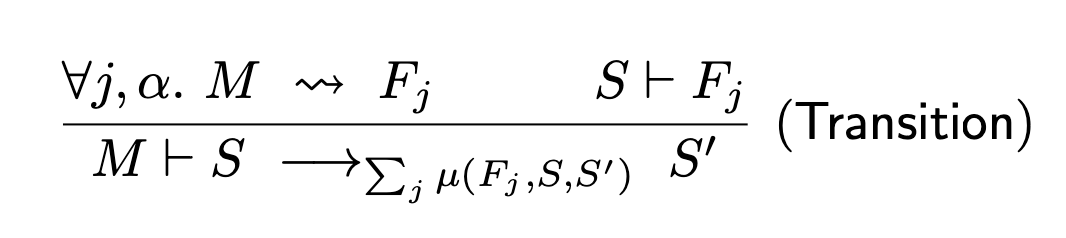 ∀j, α. M ⇝ F_j S ⊢ F_j (Transition)
M ⊢ S ⟶_{∑_j μ(F_j,S,S′)} S′